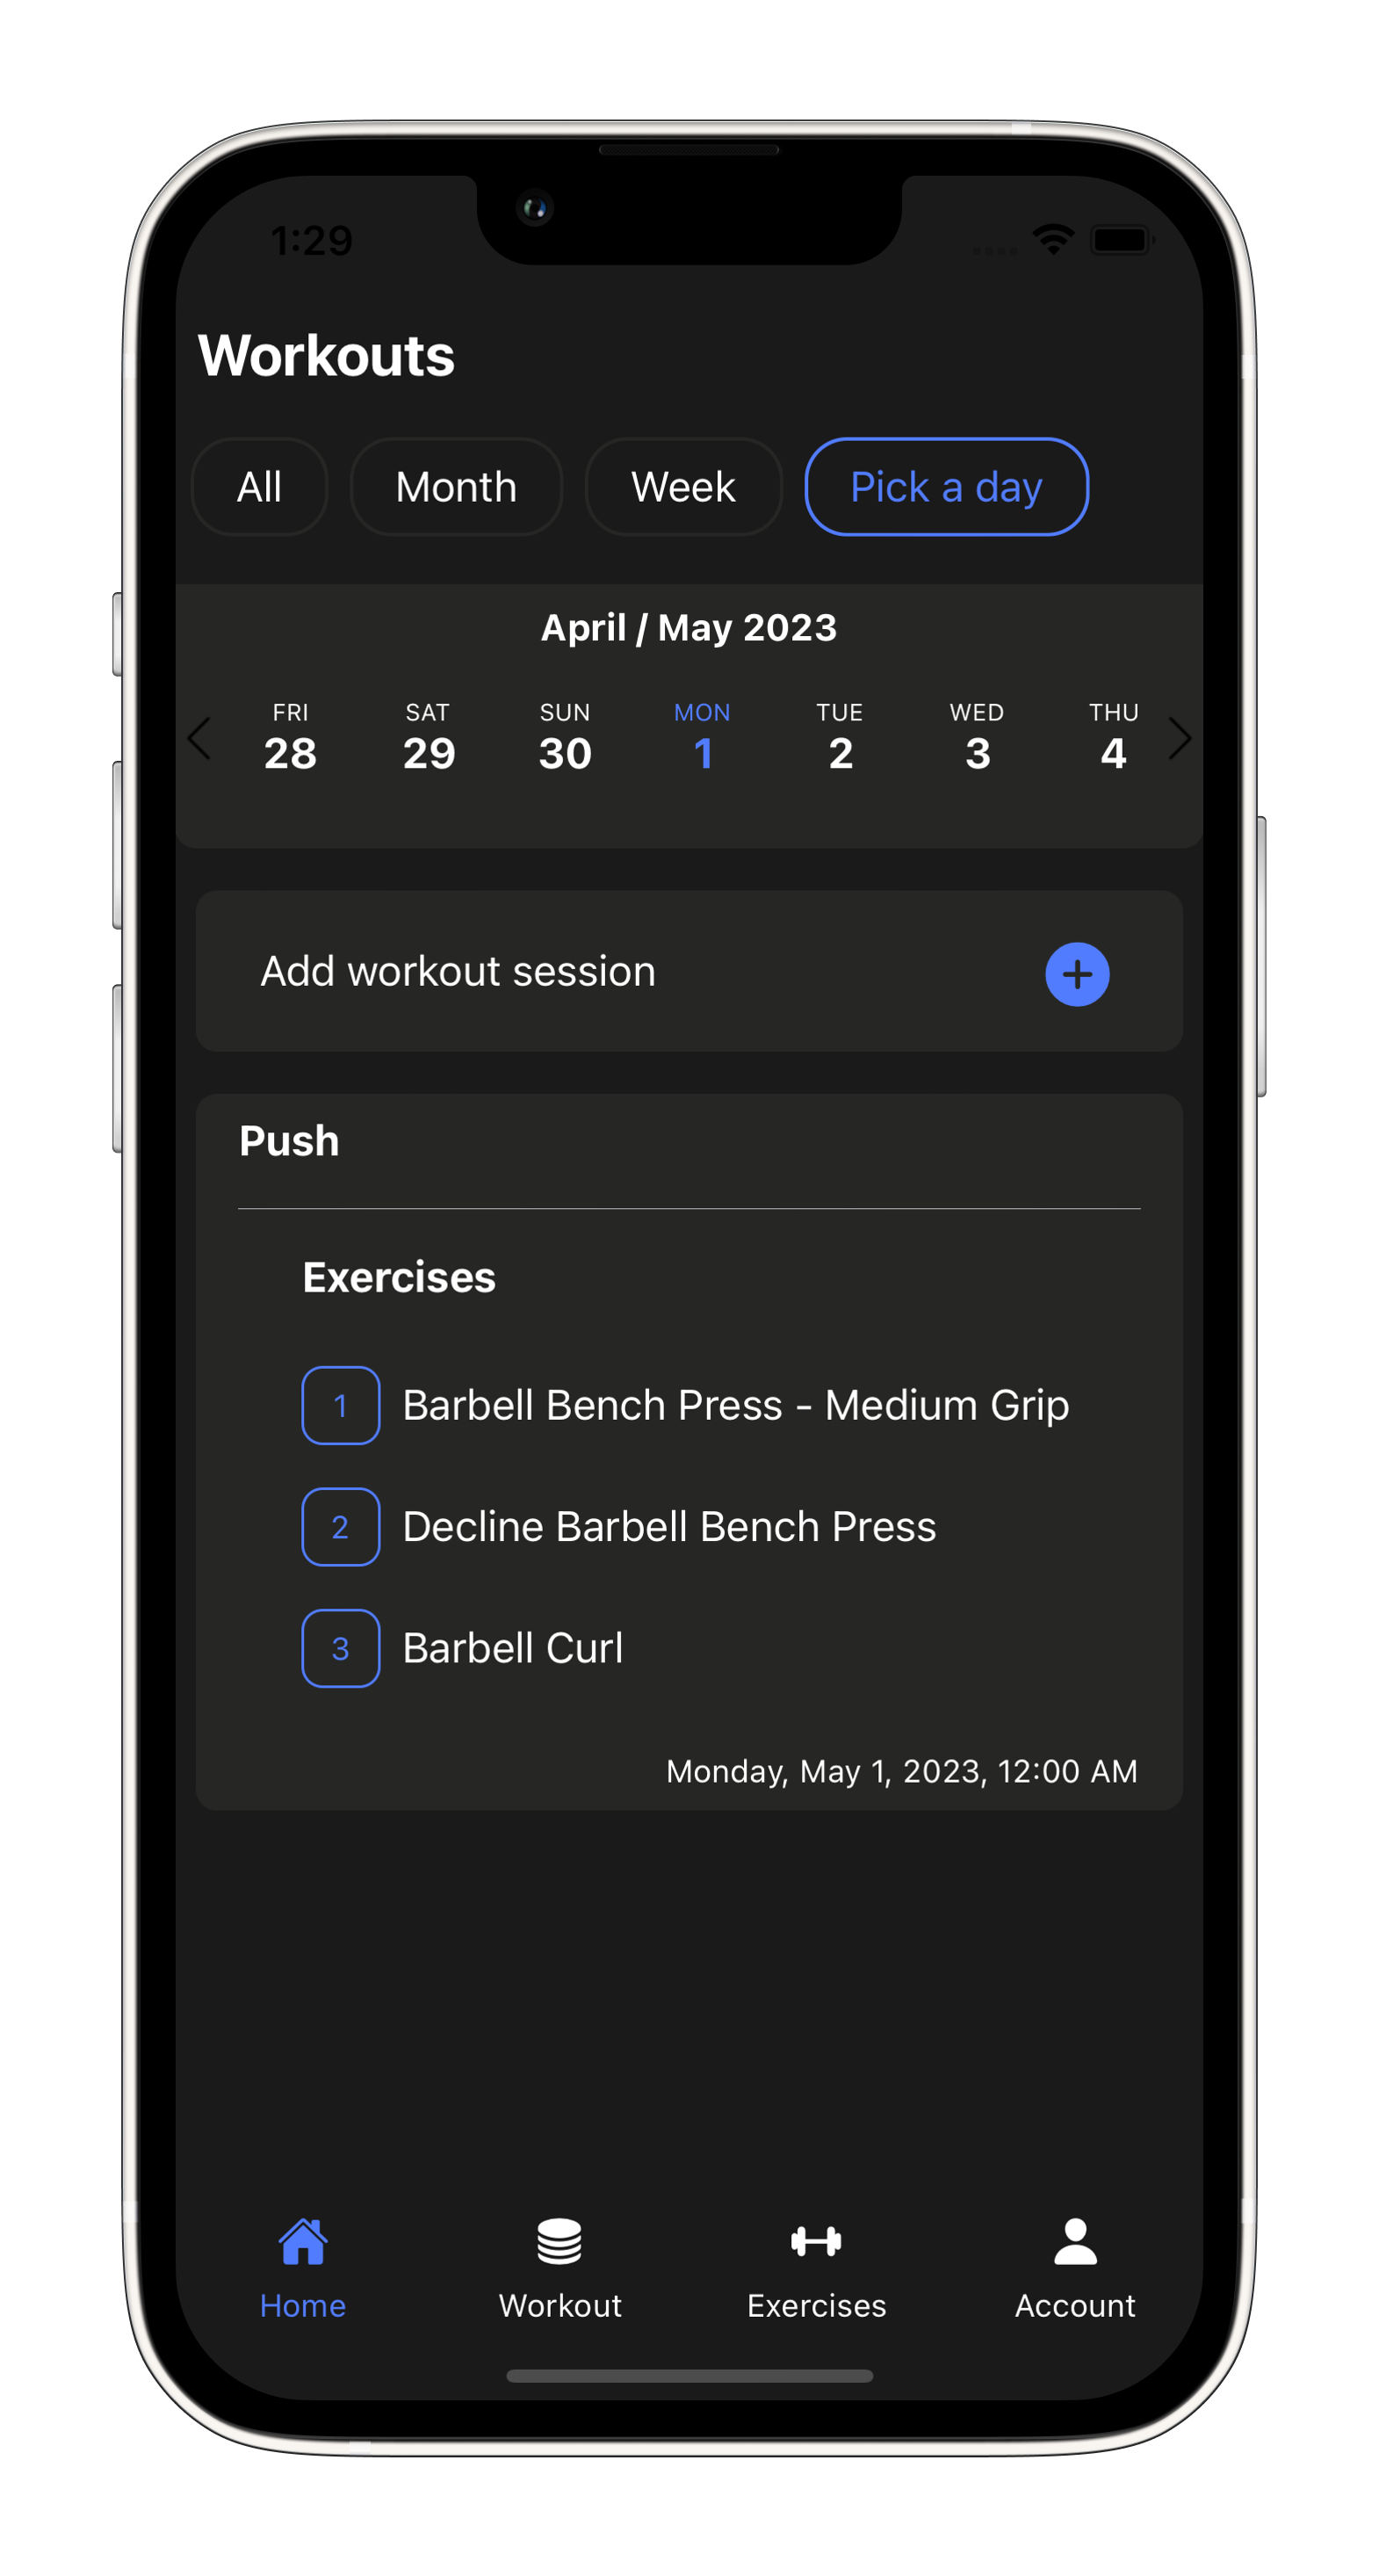 1:29
Workouts
All Month Week Pick a day
April / May 2023
FRI SAT SUN MON TUE WED THU
28 29 30 1 2 3 4
Add workout session
Push
Exercises
1 Barbell Bench Press - Medium Grip
2 Decline Barbell Bench Press
3 Barbell Curl
Monday, May 1, 2023, 12:00 AM
Home Workout Exercises Account